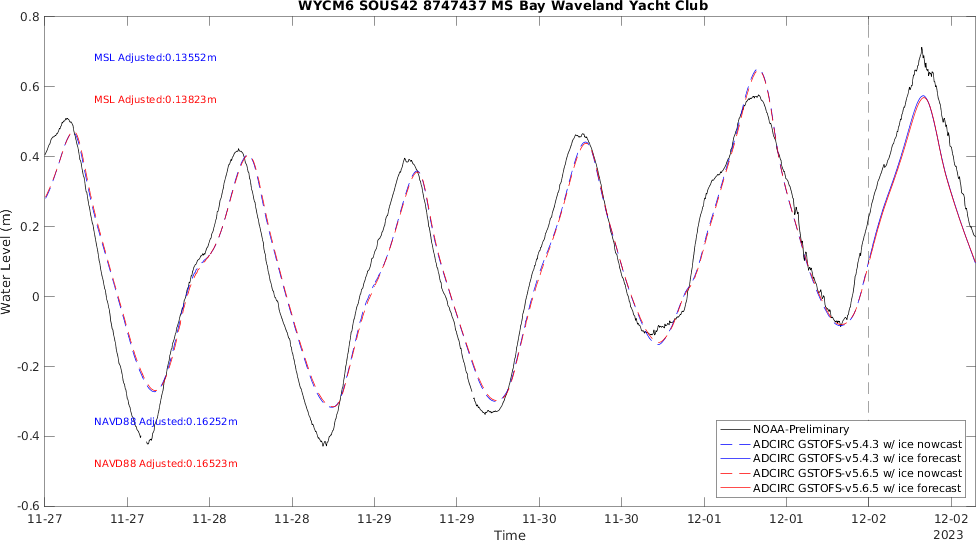 WYCM6 SOUS42 8747437 MS Bay Waveland Yacht Club
Water Level (m)
0.8
0.6
0.4
0.2
0
-0.2
-0.4
-0.6
MSL Adjusted:0.13552m
MSL Adjusted:0.13823m
NAVD88 Adjusted:0.16252m
NAVD88 Adjusted:0.16523m
NOAA-Preliminary
ADCIRC GSTOFS-v5.4.3 w/ ice nowcast
ADCIRC GSTOFS-v5.4.3 w/ ice forecast
ADCIRC GSTOFS-v5.6.5 w/ ice nowcast
ADCIRC GSTOFS-v5.6.5 w/ ice forecast
11-27 11-27 11-28 11-28 11-29 11-29 11-30 11-30 12-01 12-01 12-02 12-02
Time
2023